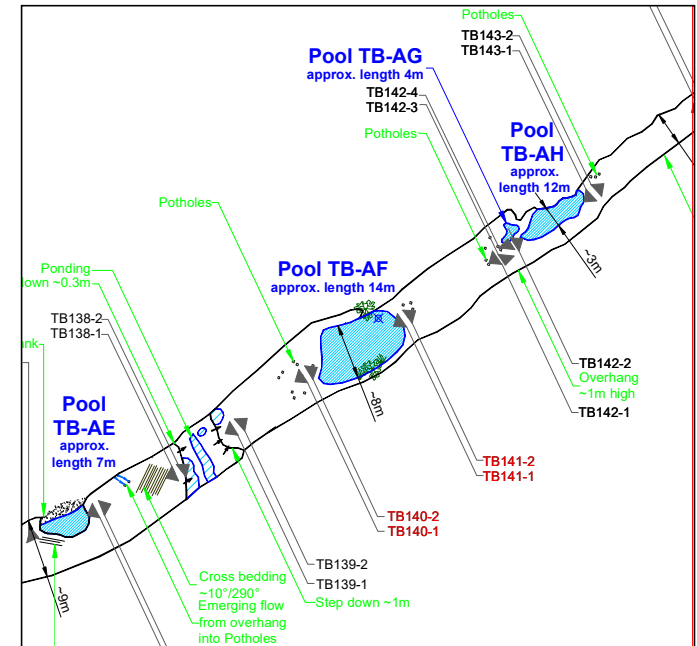 Potholes
TB143-2
TB143-1
Pool TB-AG
approx. length 4m
TB142-4
TB142-3
Potholes
Pool
TB-AH
approx.
length 12m
Potholes
~3m
Pool TB-AF
approx. length 14m
Ponding
own ~0.3m
TB138-2
TB138-1
nk
TB142-2
Overhang
~1m high
TB142-1
Pool
TB-AE
approx.
length 7m
~8m
TB141-2
TB141-1
TB140-2
TB140-1
TB139-2
TB139-1
Cross bedding
~10°/290°
Step down ~1m
Emerging flow
from overhang
into Potholes
~9m